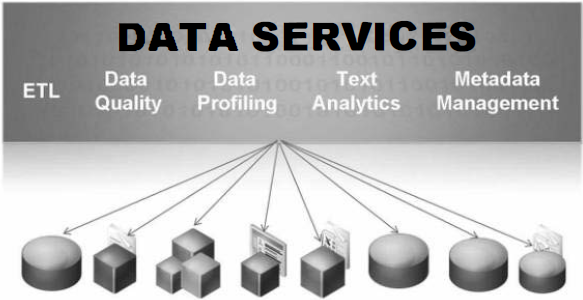 DATA SERVICES
ETL
Data
Quality
Data
Profiling
Text
Analytics
Metadata
Management